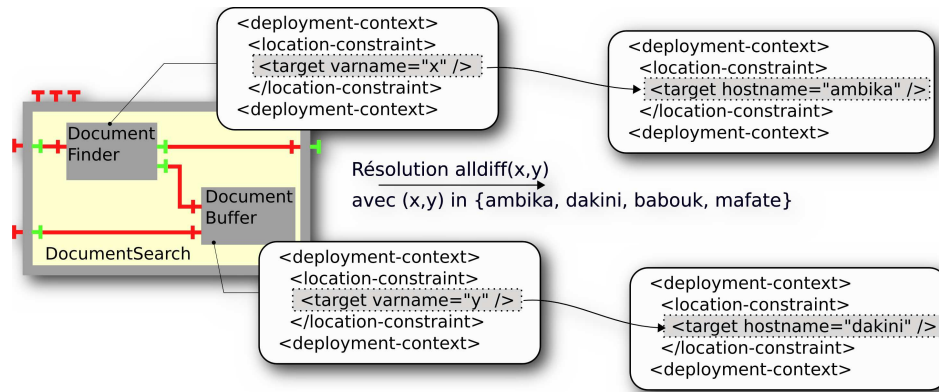 <deployment-context>
<location-constraint>
<target varname="x" />
</location-constraint>
<deployment-context>
<deployment-context>
<location-constraint>
<target hostname="ambika" />
</location-constraint>
<deployment-context>
Document
Finder
Résolution alldiff(x,y)
avec (x,y) in {ambika, dakini, babouk, mafate}
Document
Buffer
DocumentSearch
<deployment-context>
<location-constraint>
<target varname="y" />
</location-constraint>
<deployment-context>
<deployment-context>
<location-constraint>
<target hostname="dakini" />
</location-constraint>
<deployment-context>